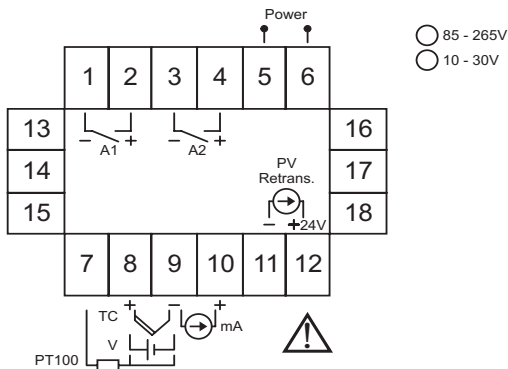 Power
85 - 265V
10 - 30V
1 2 3 4 5 6
13 16
− + − +
A1 A2
14 17
PV
Retrans.
15 18
− +24V
7 8 9 10 11 12
+ − +
TC mA
V
PT100